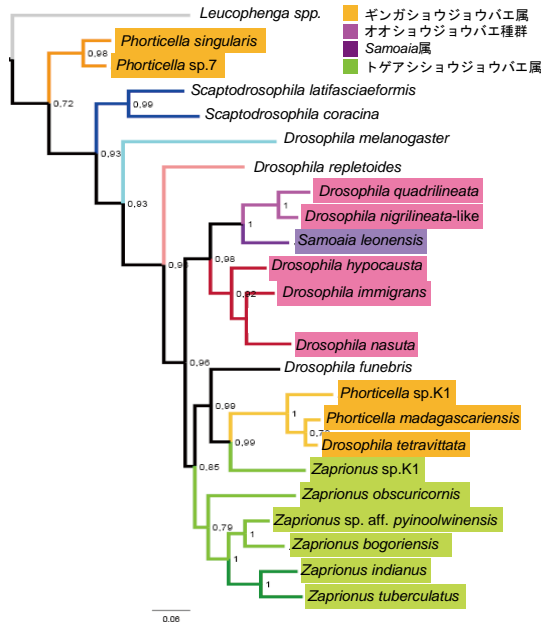 Leucophenga spp.
ギンガショウジョウバエ属
オオショウジョウバエ種群
Samoaia属
トゲアシショウジョウバエ属
Phorticella singularis
0,98
Phorticella sp.7
0,72
Scaptodrosophila latifasciaeformis
0,99
Scaptodrosophila coracina
0,93
Drosophila melanogaster
0,93
Drosophila repletoides
Drosophila quadrilineata
1
Drosophila nigrilineata-like
1
Samoaia leonensis
0,98
Drosophila hypocausta
0,92
Drosophila immigrans
Drosophila nasuta
0,96
Drosophila funebris
0,99
Phorticella sp.K1
1
Phorticella madagascariensis
Drosophila tetravittata
0,99
Zaprionus sp.K1
0,85
Zaprionus obscuricornis
0,79
Zaprionus sp. aff. pyinoolwinensis
1
Zaprionus bogoriensis
1
Zaprionus indianus
1
Zaprionus tuberculatus
0.06